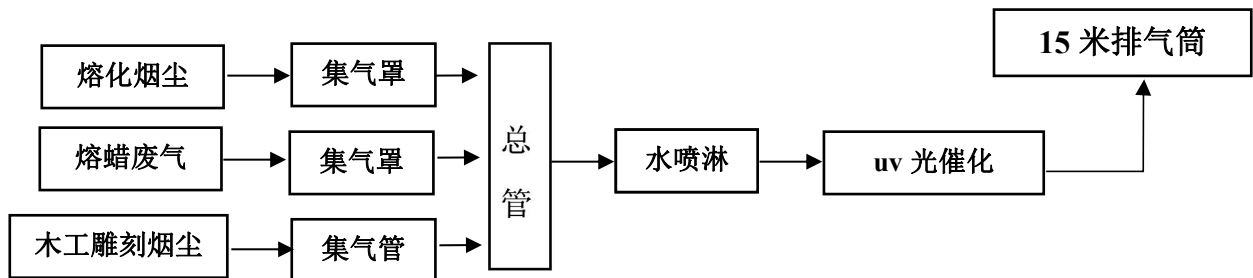 15 米排气筒
熔化烟尘
集气罩
熔蜡废气
集气罩
木工雕刻烟尘
集气管
总管
水喷淋
uv 光催化